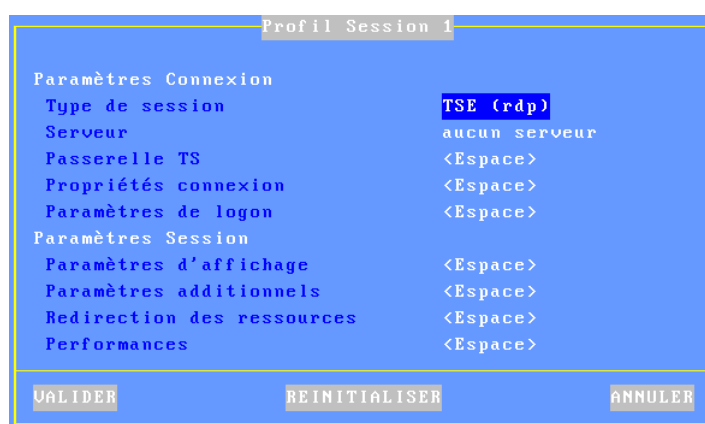 Profil Session 1
Paramètres Connexion
Type de session TSE (rdp)
Serveur aucun serveur
Passerelle TS <Espace>
Propriétés connexion <Espace>
Paramètres de logon <Espace>
Paramètres Session
Paramètres d'affichage <Espace>
Paramètres additionnels <Espace>
Redirection des ressources <Espace>
Performances <Espace>
VALIDER REINITIALISER ANNULER